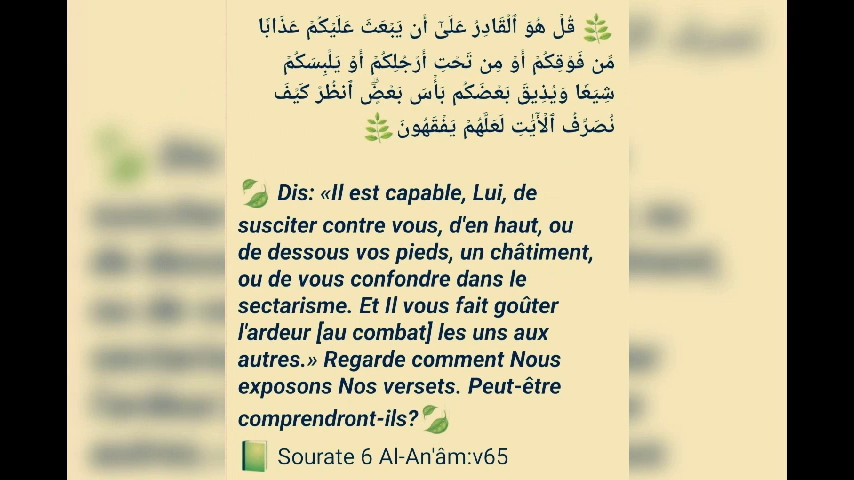 قُلۡ هُوَ ٱلۡقَادِرُ عَلَىٰٓ أَن يَبۡعَثَ عَلَيۡكُمۡ عَذَابٗا
مِّن فَوۡقِكُمۡ أَوۡ مِن تَحۡتِ أَرۡجُلِكُمۡ أَوۡ يَلۡبِسَكُمۡ
شِيَعٗا وَيُذِيقَ بَعۡضَكُم بَأۡسَ بَعۡضٍۗ ٱنظُرۡ كَيۡفَ
نُصَرِّفُ ٱلۡأٓيَٰتِ لَعَلَّهُمۡ يَفۡقَهُونَ
Dis: «Il est capable, Lui, de
susciter contre vous, d'en haut, ou
de dessous vos pieds, un châtiment,
ou de vous confondre dans le
sectarisme. Et Il vous fait goûter
l'ardeur [au combat] les uns aux
autres.» Regarde comment Nous
exposons Nos versets. Peut-être
comprendront-ils?
Sourate 6 Al-An'âm:v65